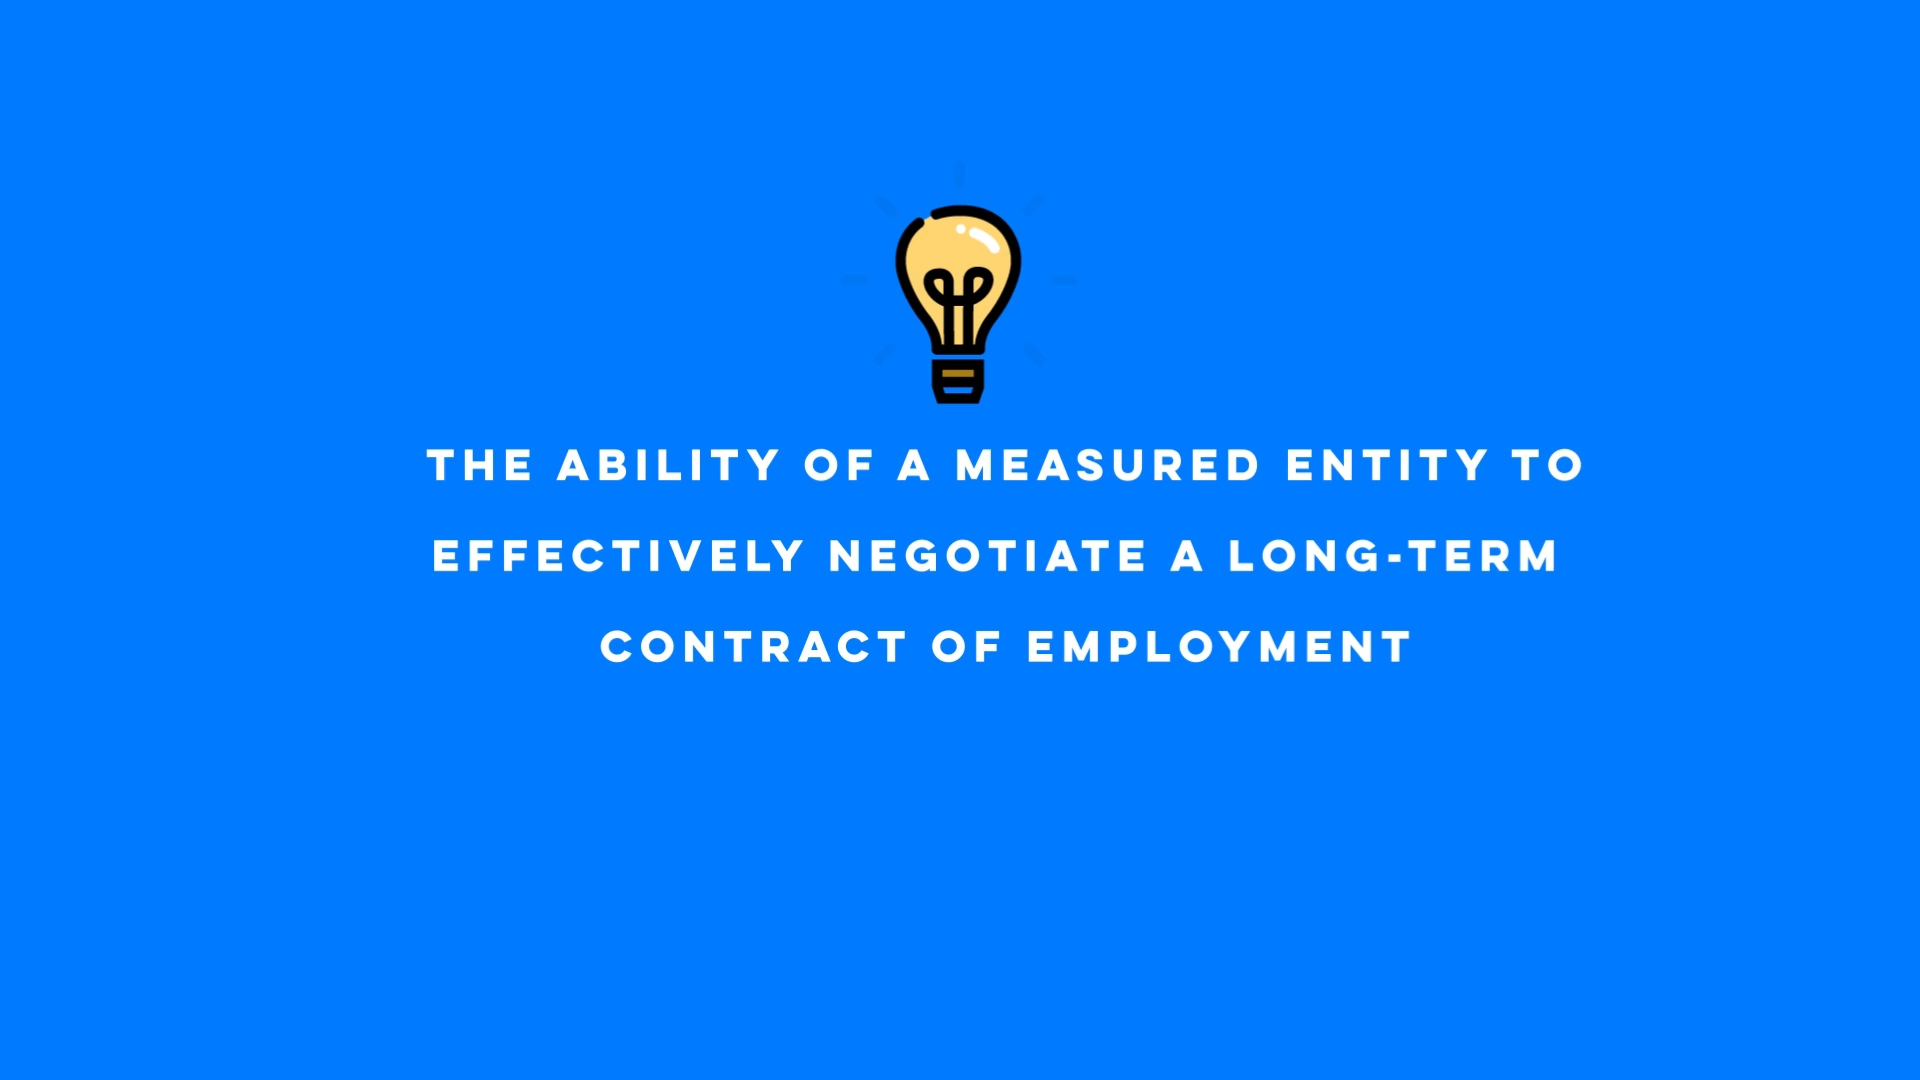 THE ABILITY OF A MEASURED ENTITY TO
EFFECTIVELY NEGOTIATE A LONG-TERM
CONTRACT OF EMPLOYMENT